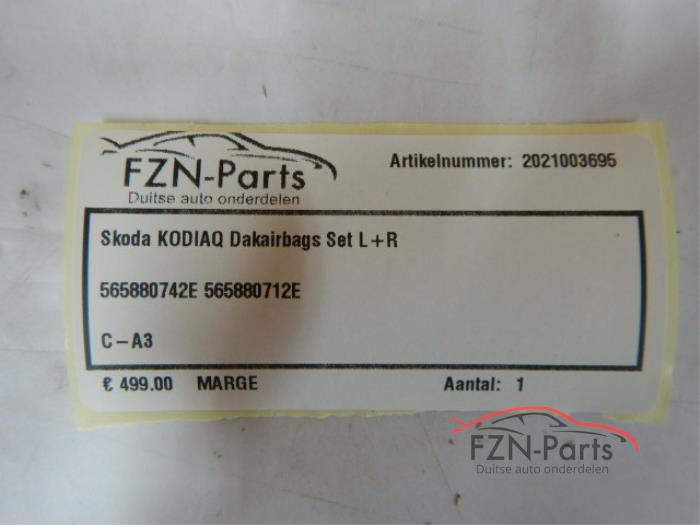 FZN-Parts
Duitse auto onderdelen
Artikelnummer: 2021003695
Skoda KODIAQ Dakairbags Set L+R
565880742E 565880712E
C-A3
€ 499.00 MARGE Aantal: 1
FZN-Parts
Duitse auto onderdelen